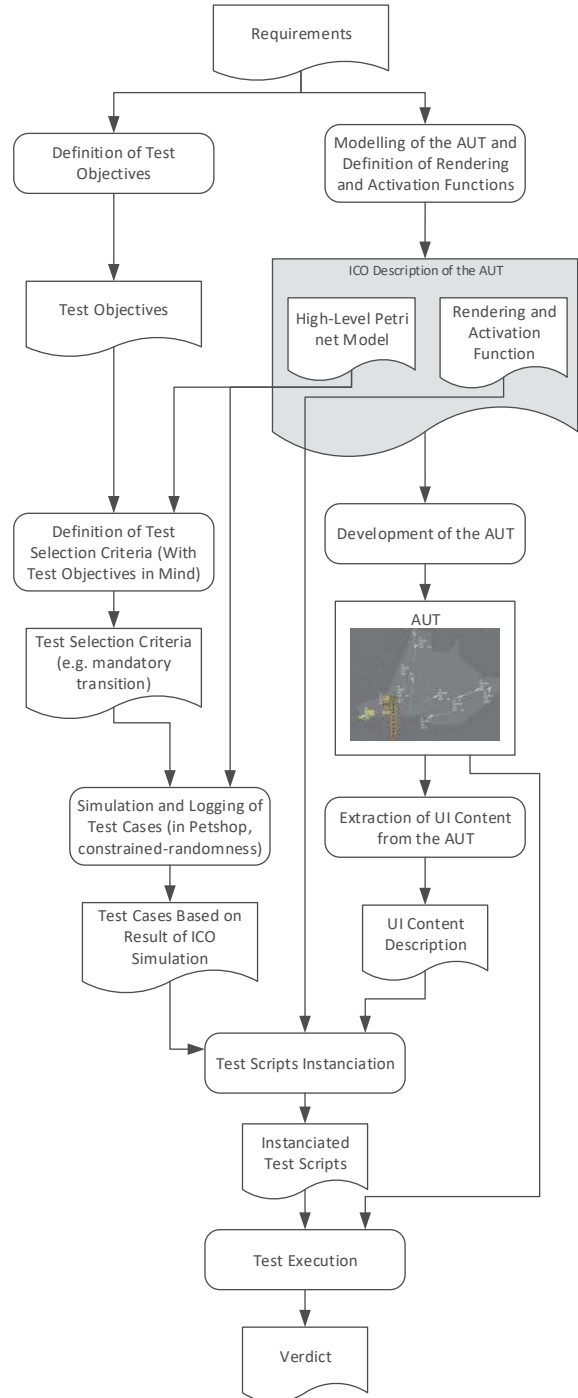 Requirements
Definition of Test
Objectives
Modelling of the AUT and
Definition of Rendering
and Activation Functions
ICO Description of the AUT
Test Objectives
High-Level Petri
net Model
Rendering and
Activation
Function
Definition of Test
Selection Criteria (With
Test Objectives in Mind)
Development of the AUT
Test Selection Criteria
(e.g. mandatory
transition)
AUT
Simulation and Logging of
Test Cases (in Petshop,
constrained-randomness)
Extraction of UI Content
from the AUT
Test Cases Based on
Result of ICO
Simulation
UI Content
Description
Test Scripts Instanciation
Instanciated
Test Scripts
Test Execution
Verdict